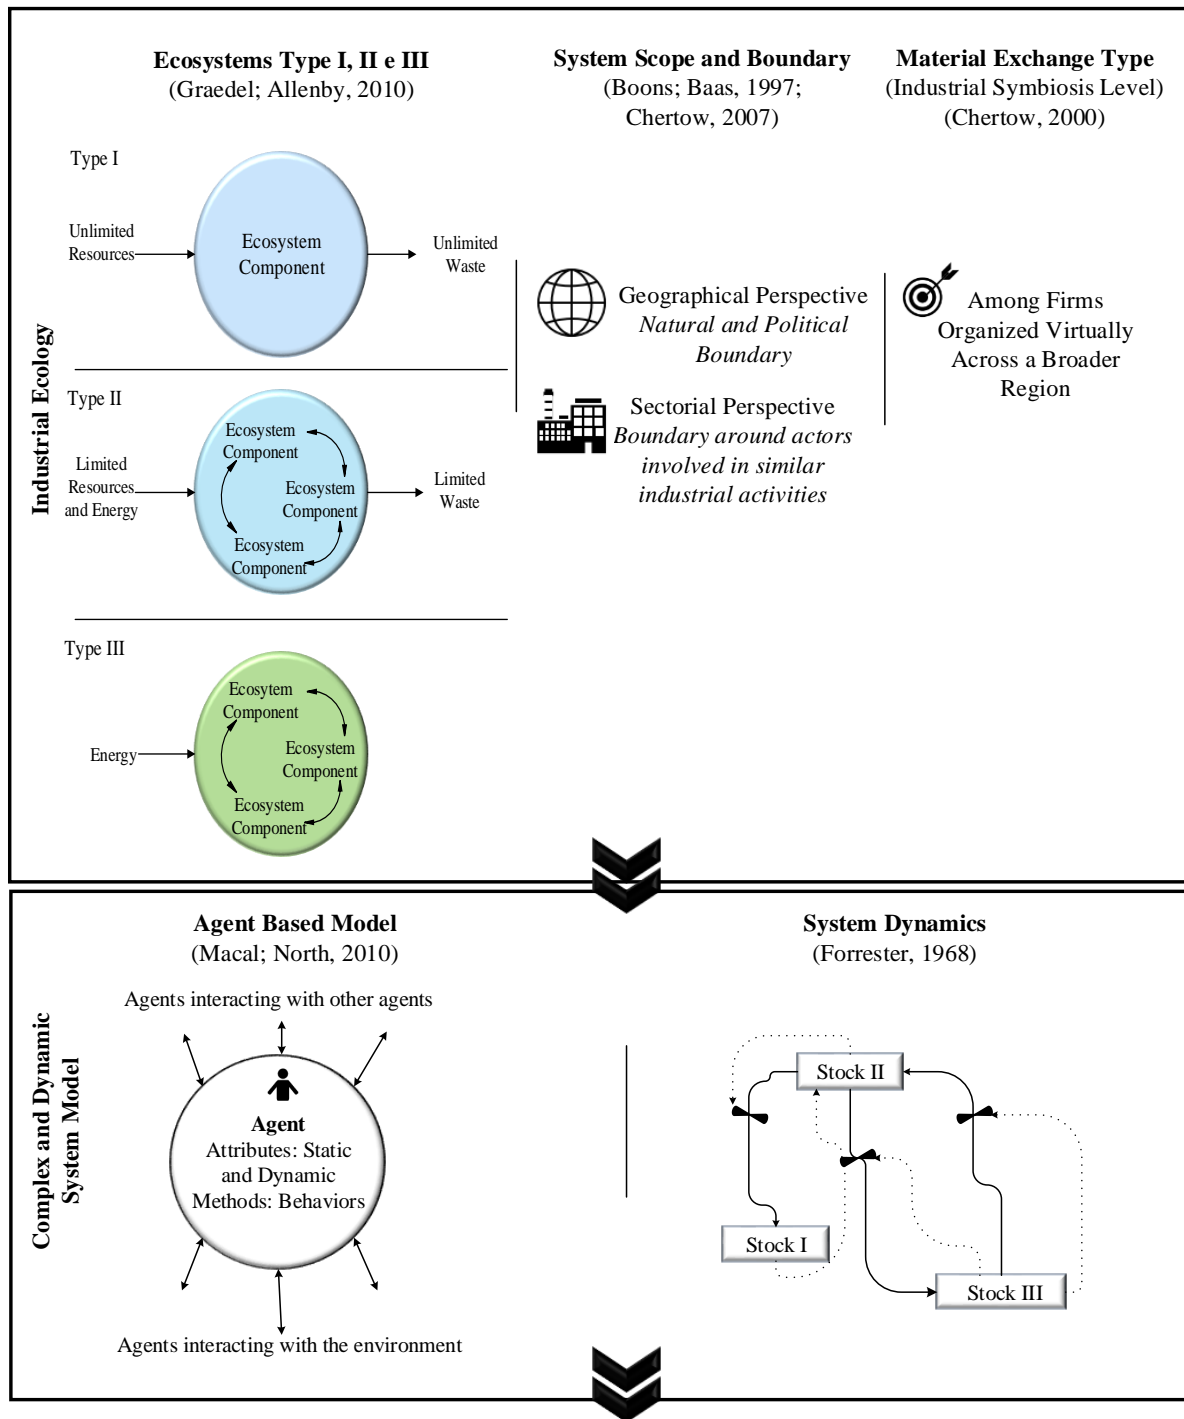 Industrial Ecology
Ecosystems Type I, II e III
(Graedel; Allenby, 2010)
Type I
Unlimited
Resources
Ecosystem
Component
Unlimited
Waste
Type II
Limited
Resources
and Energy
Ecosystem
Component
Ecosystem
Component
Ecosystem
Component
Limited
Waste
Type III
Energy
Ecosytem
Component
Ecosystem
Component
Ecosystem
Component
System Scope and Boundary
(Boons; Baas, 1997;
Chertow, 2007)
Geographical Perspective
Natural and Political
Boundary
Sectorial Perspective
Boundary around actors
involved in similar
industrial activities
Material Exchange Type
(Industrial Symbiosis Level)
(Chertow, 2000)
Among Firms
Organized Virtually
Across a Broader
Region
Complex and Dynamic
System Model
Agent Based Model
(Macal; North, 2010)
Agents interacting with other agents
Agent
Attributes: Static
and Dynamic
Methods: Behaviors
Agents interacting with the environment
System Dynamics
(Forrester, 1968)
Stock II
Stock I
Stock III